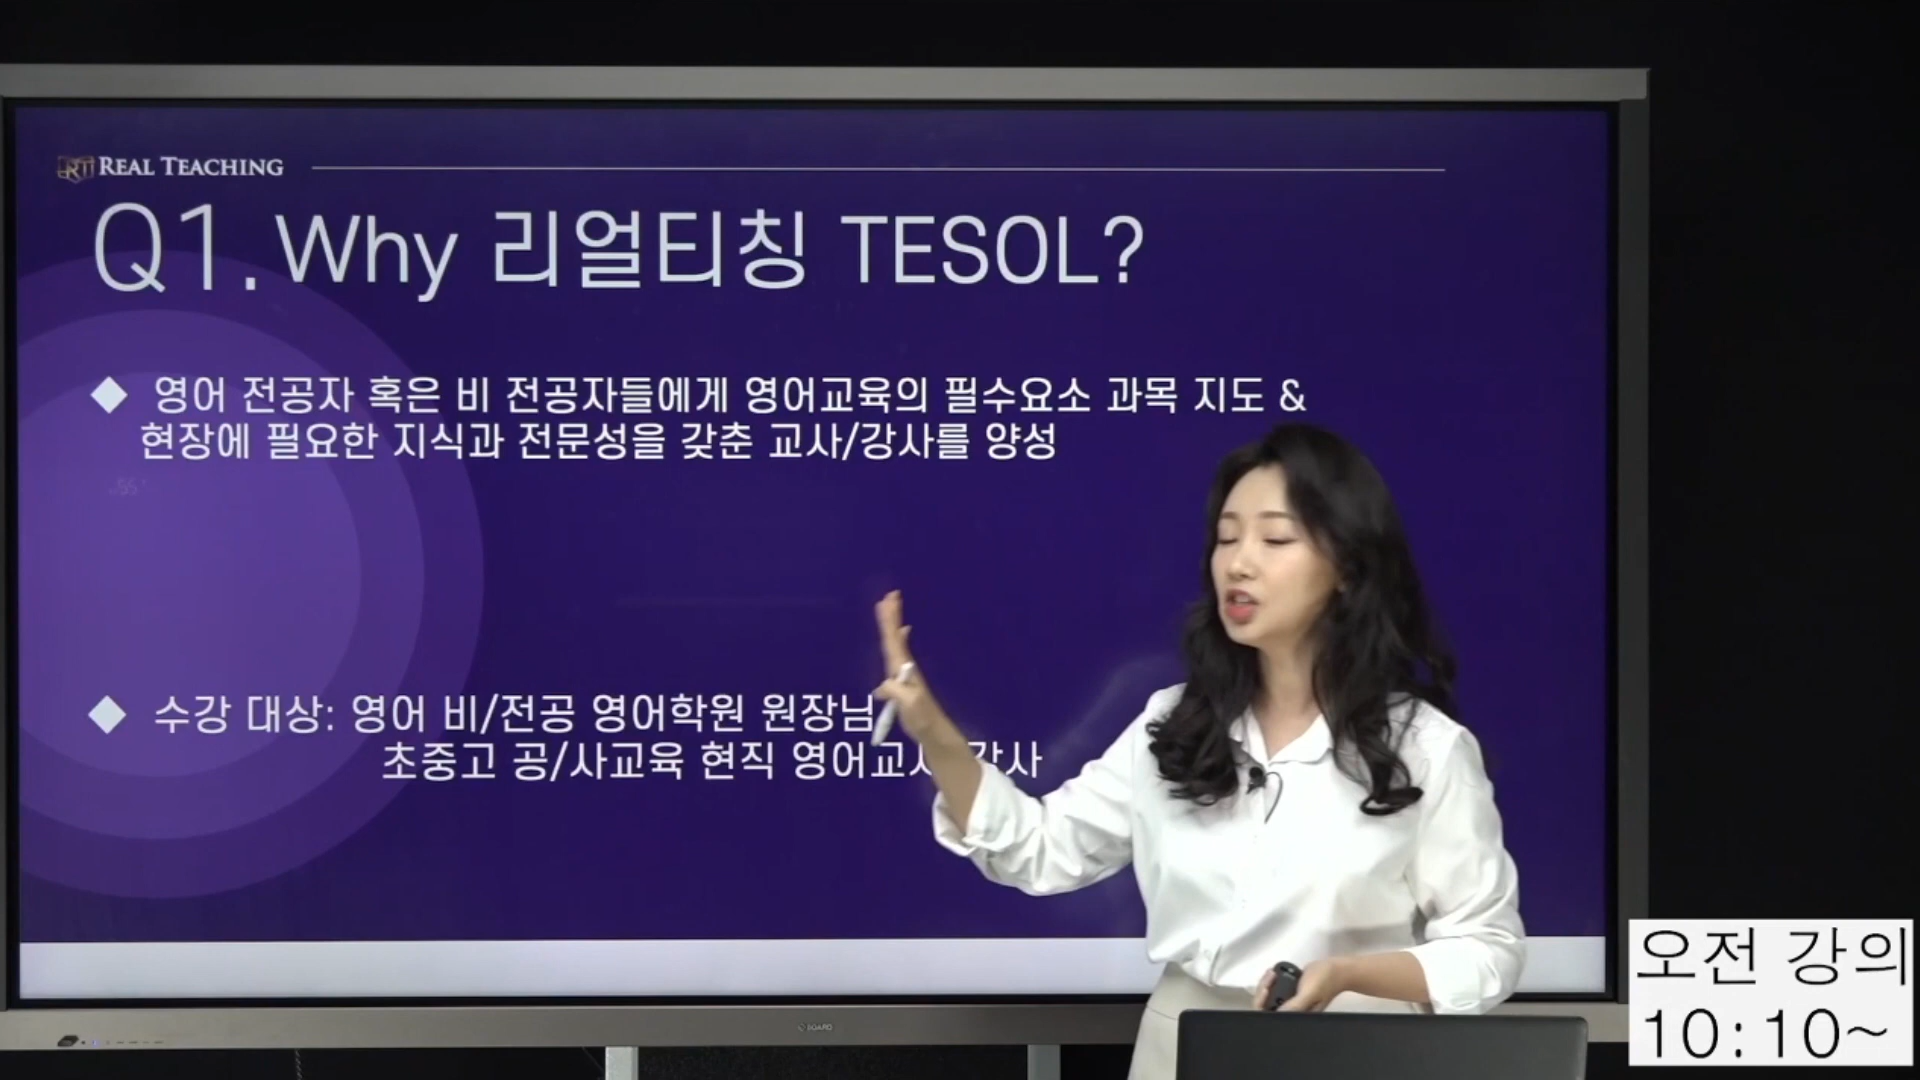 REAL TEACHING
Q1. Why 리얼티칭 TESOL?
영어 전공자 혹은 비 전공자들에게 영어교육의 필수요소 과목 지도 &
현장에 필요한 지식과 전문성을 갖춘 교사/강사를 양성
수강 대상: 영어 비/전공 영어학원 원장님
초중고 공/사교육 현직 영어교사 강사
오전 강의
10:10~